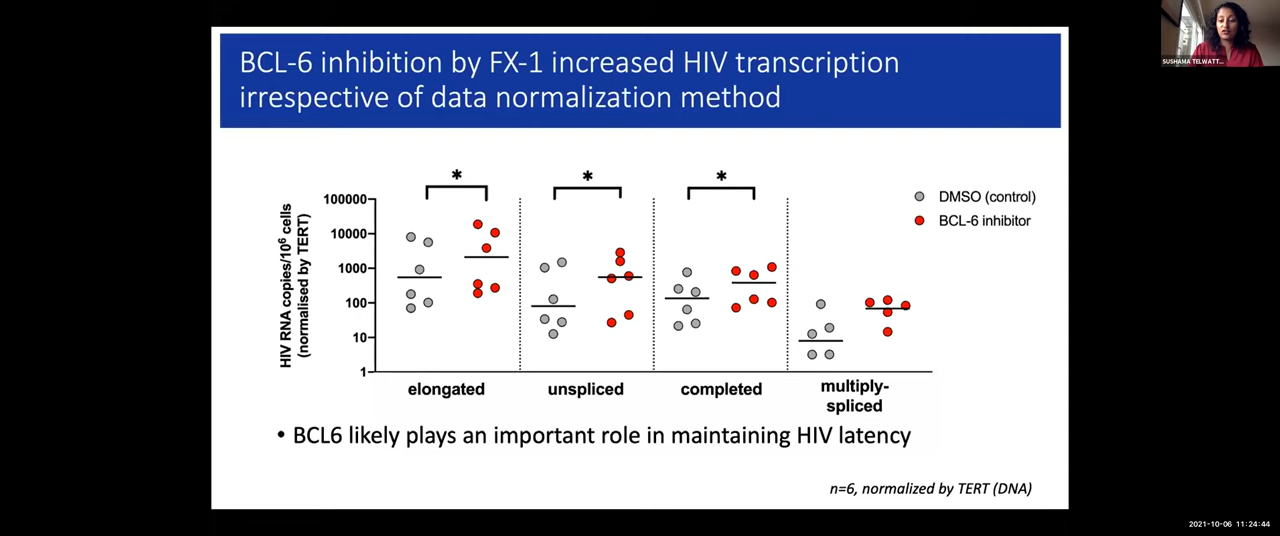 BCL-6 inhibition by FX-1 increased HIV transcription
irrespective of data normalization method
SUSHAMA TELWATT...
* * *
DMSO (control)
BCL-6 inhibitor
HIV RNA copies/10⁶ cells
(normalised by TERT)
100000
10000
1000
100
10
1
elongated unspliced completed multiply-
spliced
• BCL6 likely plays an important role in maintaining HIV latency
n=6, normalized by TERT (DNA)
2021-10-06 11:24:44